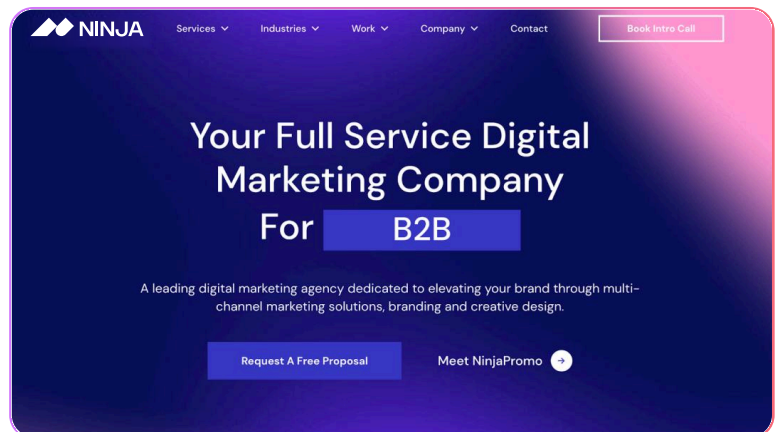 NINJA
Services
Industries
Work
Company
Contact
Book Intro Call
Your Full Service Digital
Marketing Company
For B2B
A leading digital marketing agency dedicated to elevating your brand through multi-
channel marketing solutions, branding and creative design.
Request A Free Proposal
Meet NinjaPromo